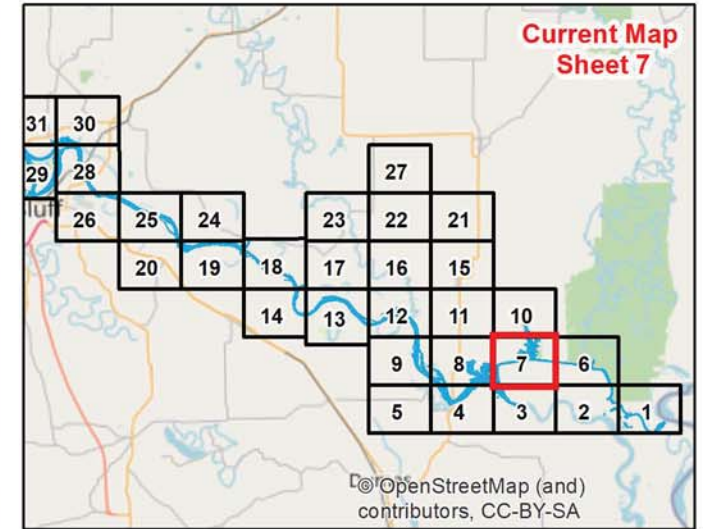 Current Map
Sheet 7
31 30
29 28 27
luff 26 25 24 23 22 21
20 19 18 17 16 15
14 13 12 11 10
9 8 7 6
5 4 3 2 1
© OpenStreetMap (and)
contributors, CC-BY-SA